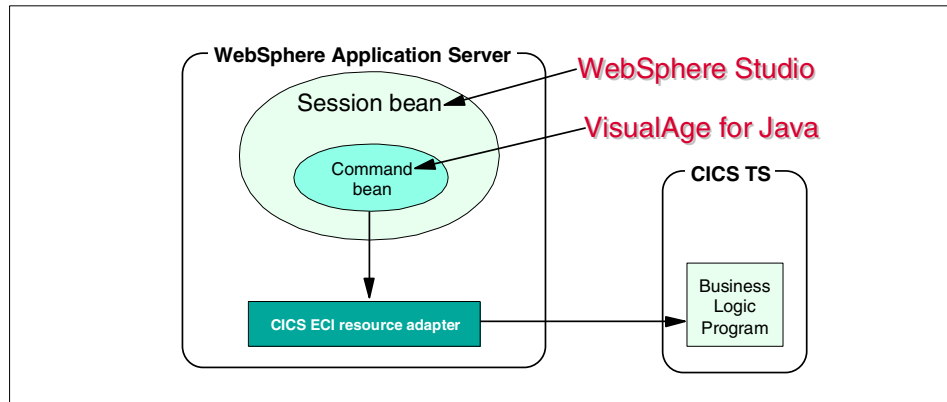 WebSphere Application Server
WebSphere Studio
Session bean
VisualAge for Java
Command
bean
CICS TS
Business
Logic
Program
CICS ECI resource adapter